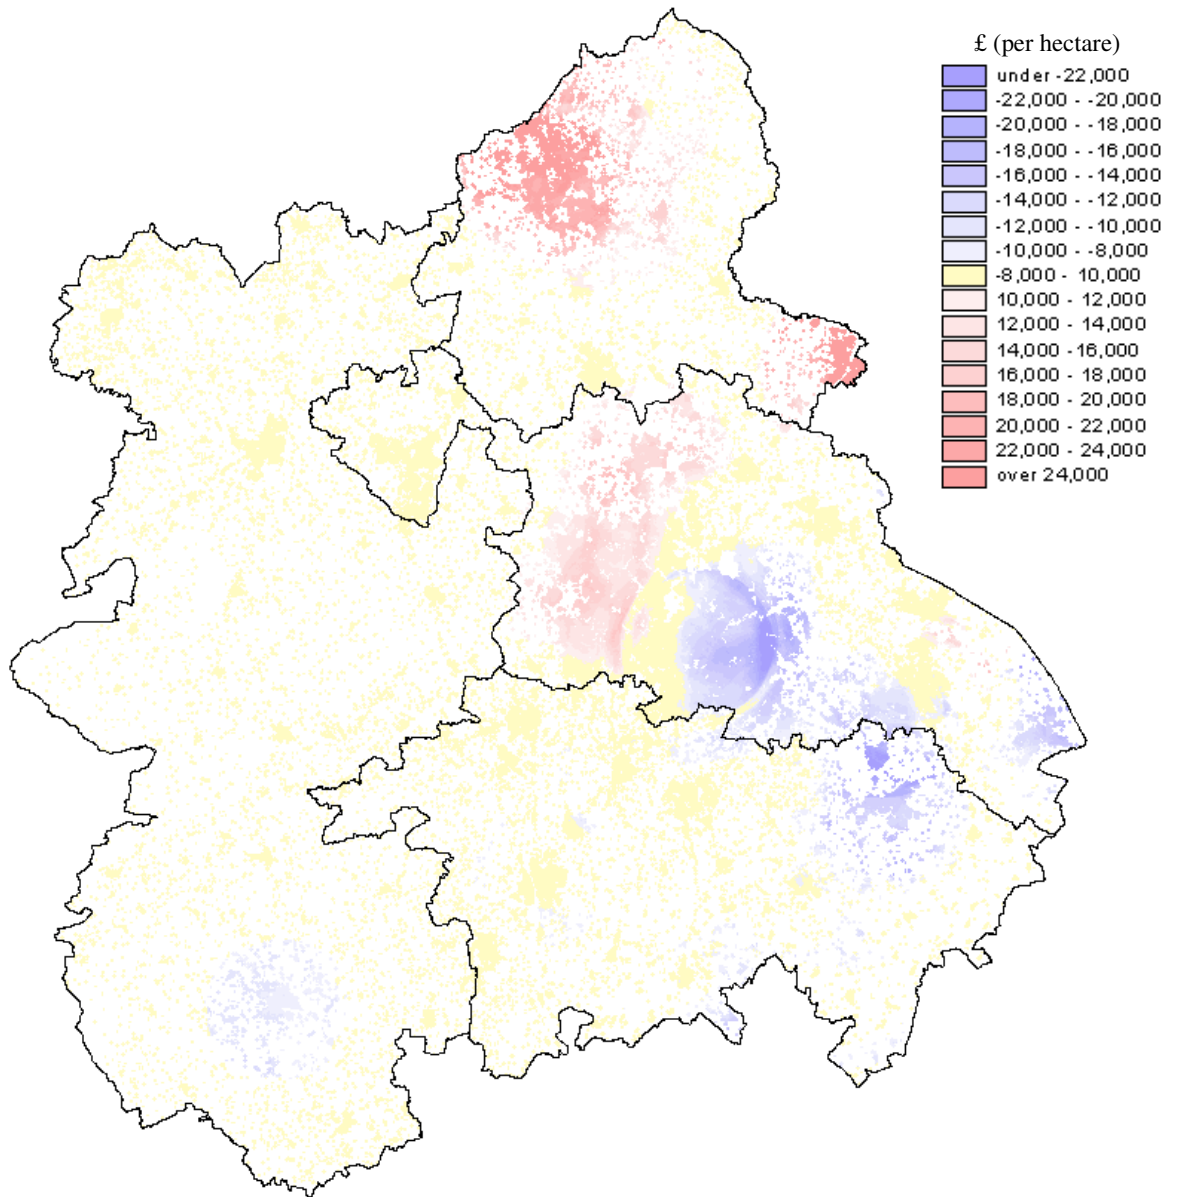 £ (per hectare)
under -22,000
-22,000 - -20,000
-20,000 - -18,000
-18,000 - -16,000
-16,000 - -14,000
-14,000 - -12,000
-12,000 - -10,000
-10,000 - -8,000
-8,000 - 10,000
10,000 - 12,000
12,000 - 14,000
14,000 -16,000
16,000 - 18,000
18,000 - 20,000
20,000 - 22,000
22,000 - 24,000
over 24,000